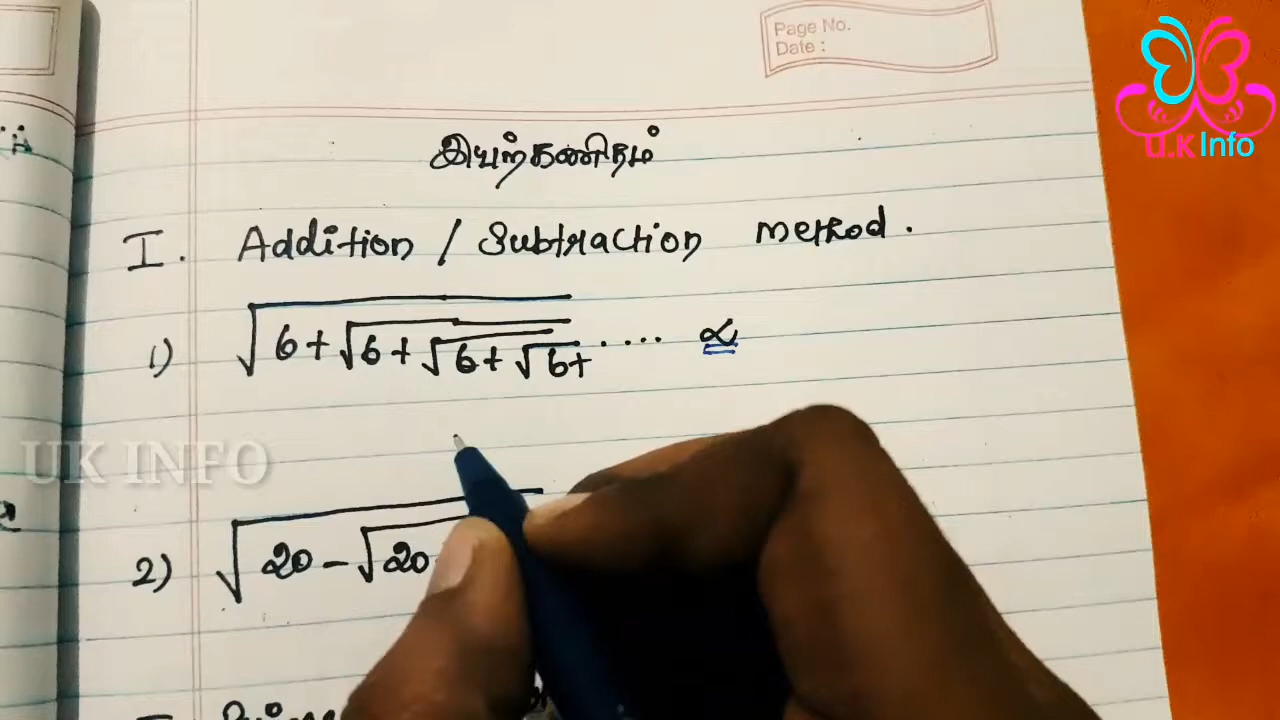 Page No.
Date :
U.K Info
இயற்கணிதம்
I. Addition / Subtraction method.
1) √6+√6+√6+√6+ ..... ∝
UK INFO
2) √20-√20